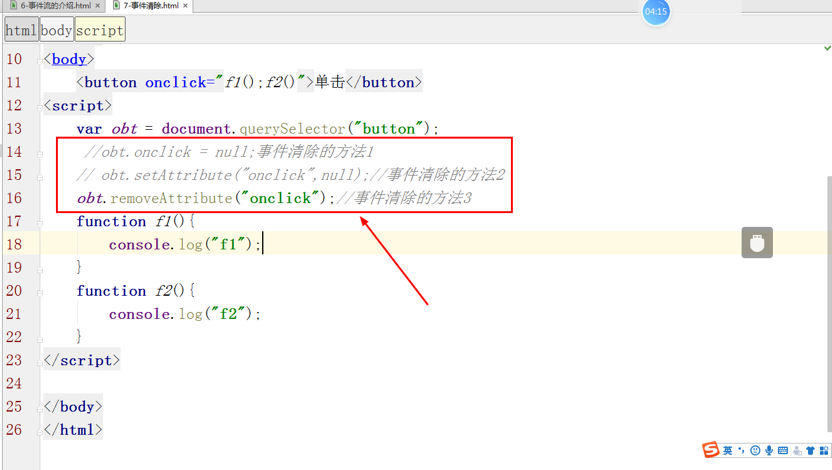 6-事件流的介绍.html × 7-事件清除.html ×
04:15
html body script
10 <body>
11 <button onclick="f1();f2()">单击</button>
12 <script>
13 var obt = document.querySelector("button");
14 //obt.onclick = null;事件清除的方法1
15 // obt.setAttribute("onclick",null);//事件清除的方法2
16 obt.removeAttribute("onclick");//事件清除的方法3
17 function f1(){
18 console.log("f1");
19 }
20 function f2(){
21 console.log("f2");
22 }
23 </script>
24
25 </body>
26 </html>
S 英